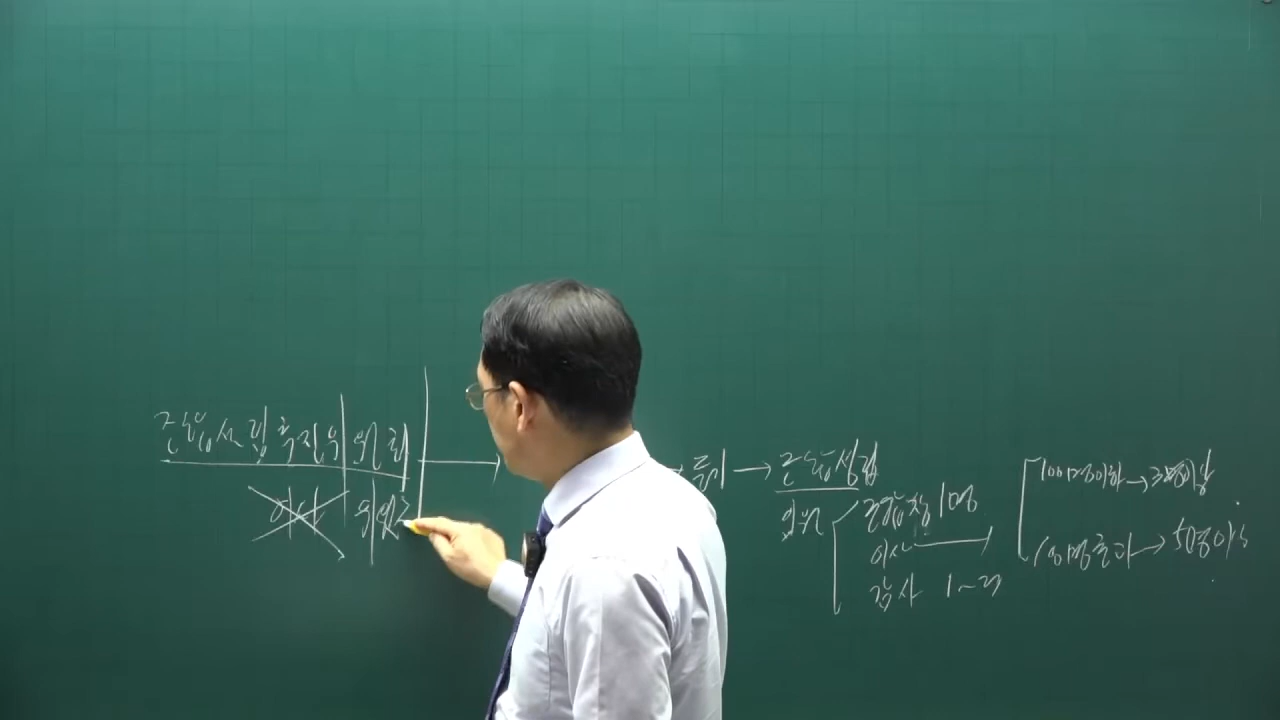 조합설립추진위 원회
이사 위원
등기 → 조합성립
임원
조합장 1명
이사
감사 1~3
100명이하 → 3명이상
100명초과 → 5명이상